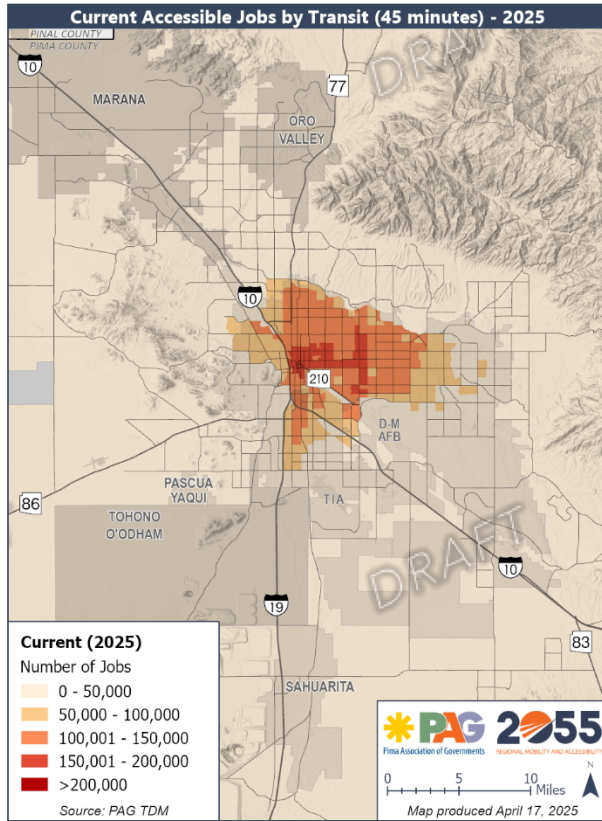 Current Accessible Jobs by Transit (45 minutes) - 2025
PINAL COUNTY
PIMA COUNTY
10
MARANA
77
DRAFT
ORO
VALLEY
10
210
D-M
AFB
PASCUA
YAQUI
TIA
86
TOHONO
O'ODHAM
DRAFT
10
19
83
SAHUARITA
Current (2025)
Number of Jobs
0 - 50,000
50,000 - 100,000
100,001 - 150,000
150,001 - 200,000
>200,000
Source: PAG TDM
PAG
Pima Association of Governments
2055
REGIONAL MOBILITY AND ACCESSIBILITY
N
0 5 10
Miles
Map produced April 17, 2025